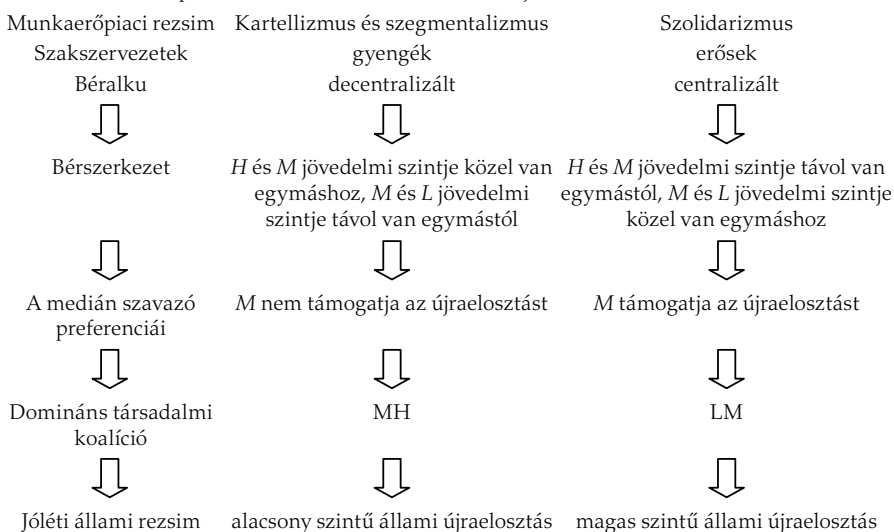 Munkaerőpiaci rezsim Kartellizmus és szegmentalizmus Szolidarizmus
Szakszervezetek gyengék erősek
Béralku decentralizált centralizált
Bérszerkezet H és M jövedelmi szintje közel van H és M jövedelmi szintje távol van
egymáshoz, M és L jövedelmi egymástól, M és L jövedelmi szintje
szintje távol van egymástól közel van egymáshoz
A medián szavazó M nem támogatja az újraelosztást M támogatja az újraelosztást
preferenciái
Domináns társadalmi MH LM
koalíció
Jóléti állami rezsim alacsony szintű állami újraelosztás magas szintű állami újraelosztás